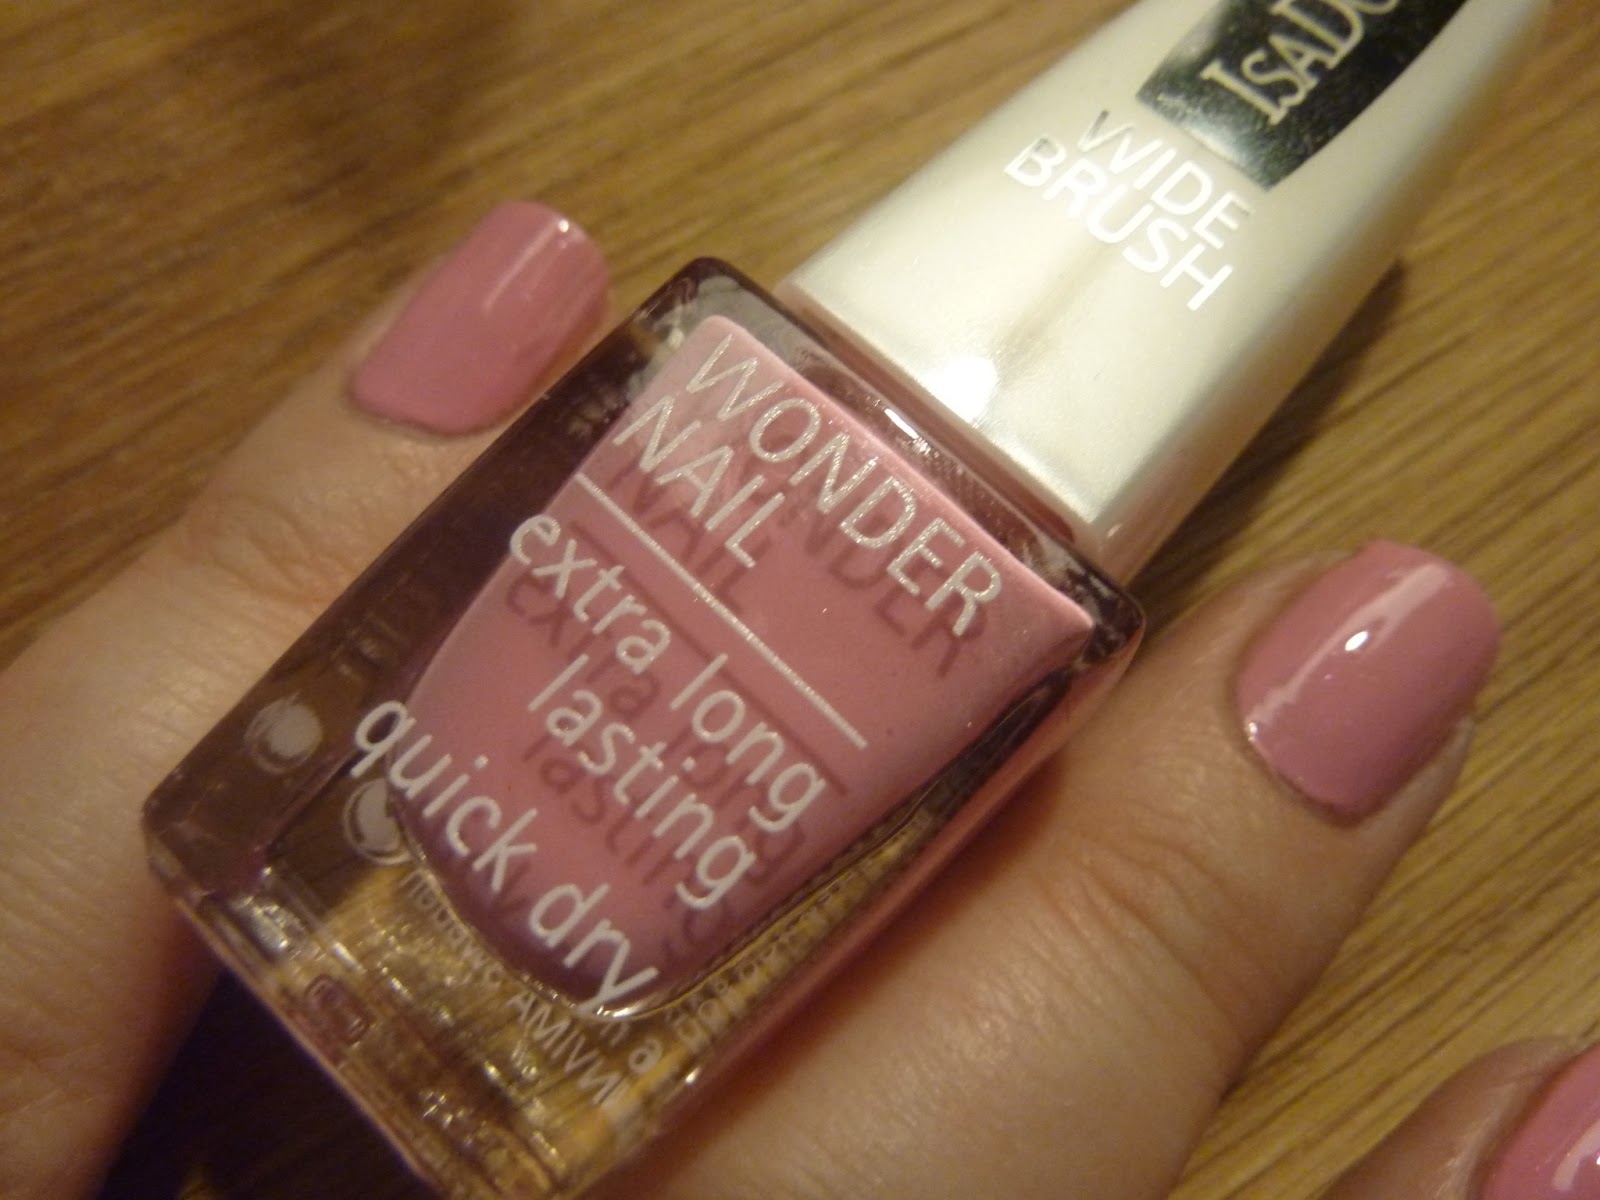 ISADO
WIDE
BRUSH
WONDER
NAIL
extra long
lasting
quick dry